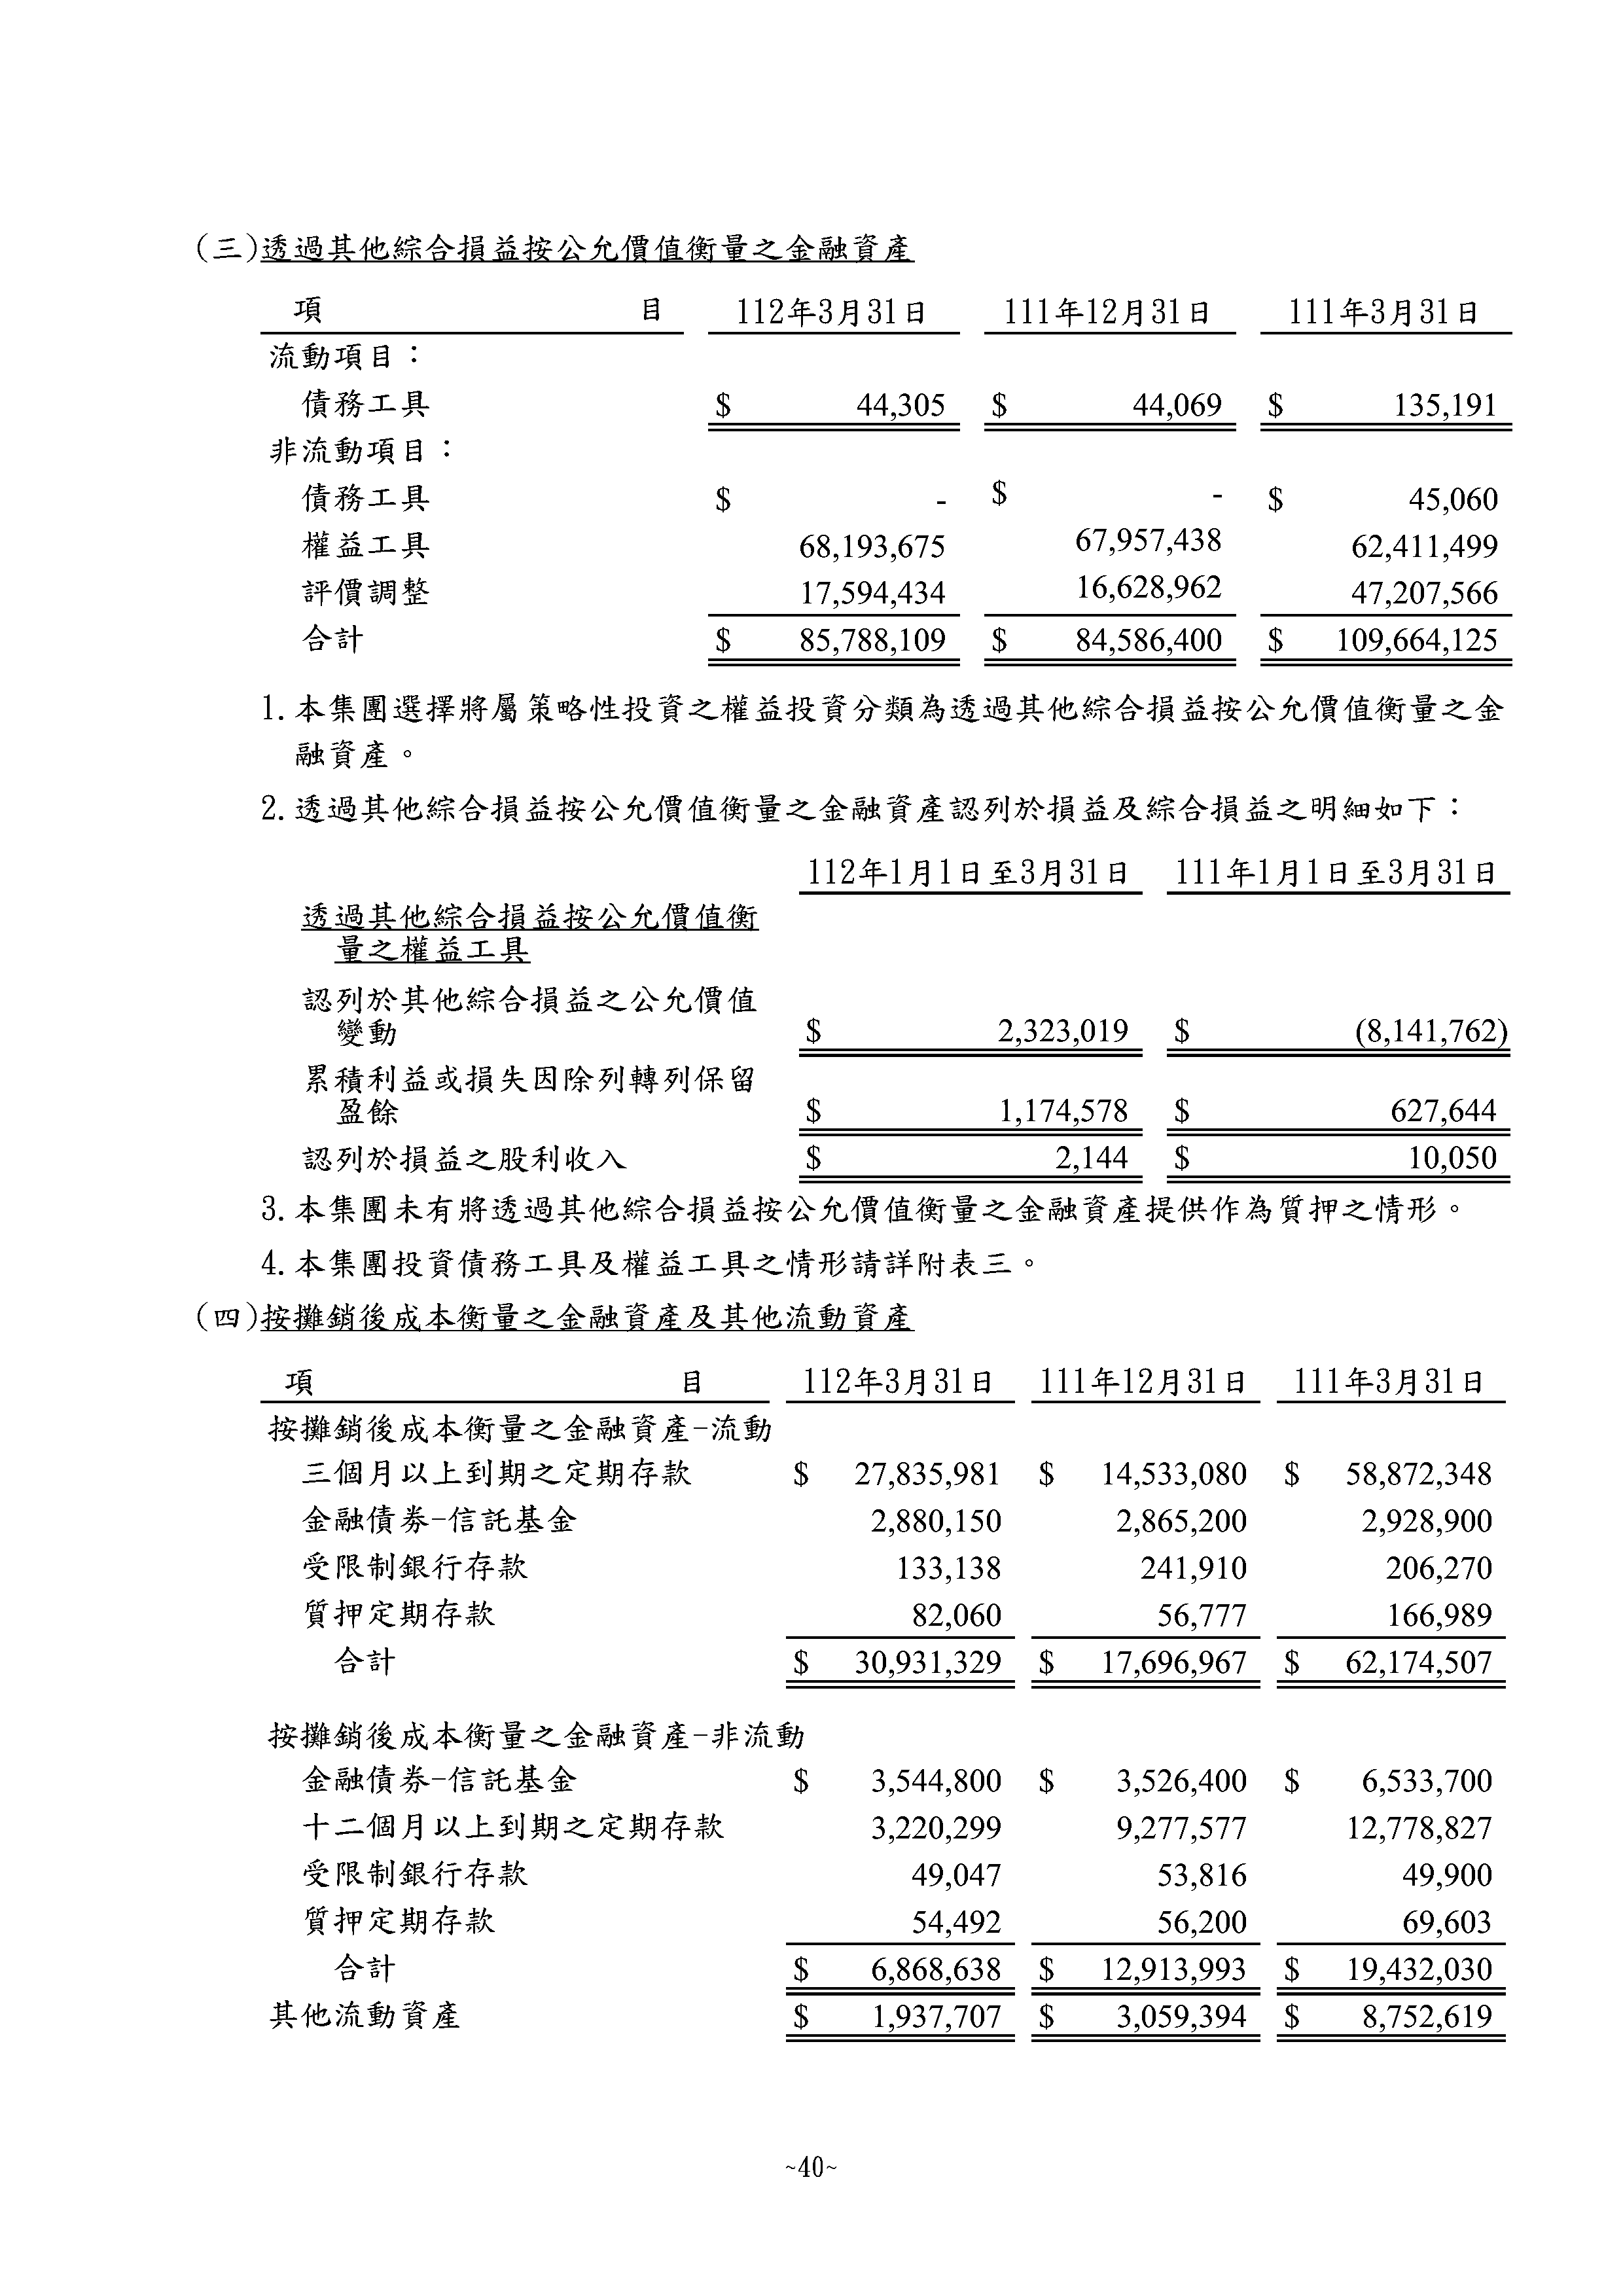 (三)透過其他綜合損益按公允價值衡量之金融資產
項 目 112年3月31日 111年12月31日 111年3月31日
流動項目：
債務工具 $ 44,305 $ 44,069 $ 135,191
非流動項目：
債務工具 $ - $ - $ 45,060
權益工具 68,193,675 67,957,438 62,411,499
評價調整 17,594,434 16,628,962 47,207,566
合計 $ 85,788,109 $ 84,586,400 $ 109,664,125
1.本集團選擇將屬策略性投資之權益投資分類為透過其他綜合損益按公允價值衡量之金
融資產。
2.透過其他綜合損益按公允價值衡量之金融資產認列於損益及綜合損益之明細如下：
112年1月1日至3月31日 111年1月1日至3月31日
透過其他綜合損益按公允價值衡
量之權益工具
認列於其他綜合損益之公允價值
變動 $ 2,323,019 $ (8,141,762)
累積利益或損失因除列轉列保留
盈餘 $ 1,174,578 $ 627,644
認列於損益之股利收入 $ 2,144 $ 10,050
3.本集團未有將透過其他綜合損益按公允價值衡量之金融資產提供作為質押之情形。
4.本集團投資債務工具及權益工具之情形請詳附表三。
(四)按攤銷後成本衡量之金融資產及其他流動資產
項 目 112年3月31日 111年12月31日 111年3月31日
按攤銷後成本衡量之金融資產-流動
三個月以上到期之定期存款 $ 27,835,981 $ 14,533,080 $ 58,872,348
金融債券-信託基金 2,880,150 2,865,200 2,928,900
受限制銀行存款 133,138 241,910 206,270
質押定期存款 82,060 56,777 166,989
合計 $ 30,931,329 $ 17,696,967 $ 62,174,507
按攤銷後成本衡量之金融資產-非流動
金融債券-信託基金 $ 3,544,800 $ 3,526,400 $ 6,533,700
十二個月以上到期之定期存款 3,220,299 9,277,577 12,778,827
受限制銀行存款 49,047 53,816 49,900
質押定期存款 54,492 56,200 69,603
合計 $ 6,868,638 $ 12,913,993 $ 19,432,030
其他流動資產 $ 1,937,707 $ 3,059,394 $ 8,752,619
~40~